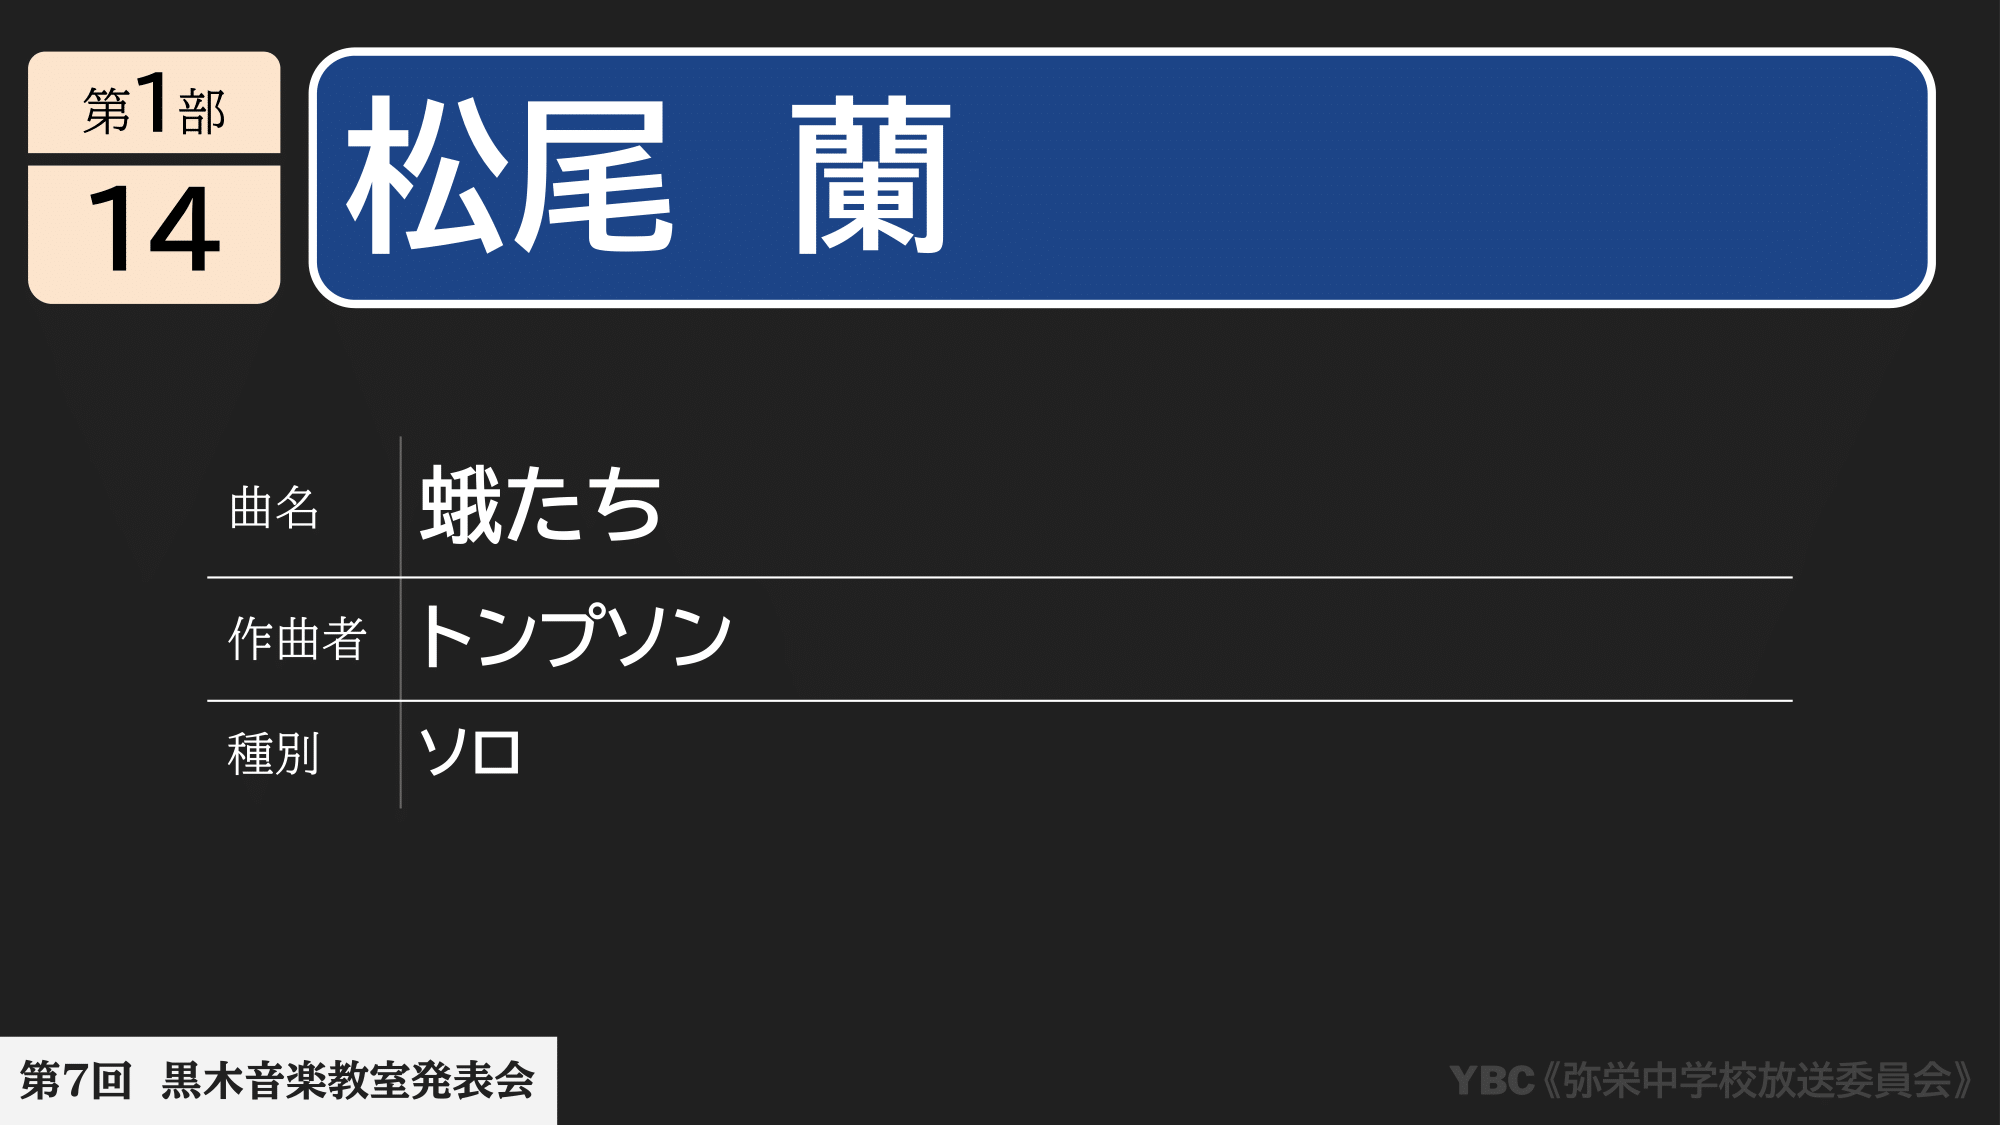 第1部
14
松尾 蘭
曲名 蛾たち
作曲者 トンプソン
種別 ソロ
第7回 黒木音楽教室発表会
YBC《弥栄中学校放送委員会》